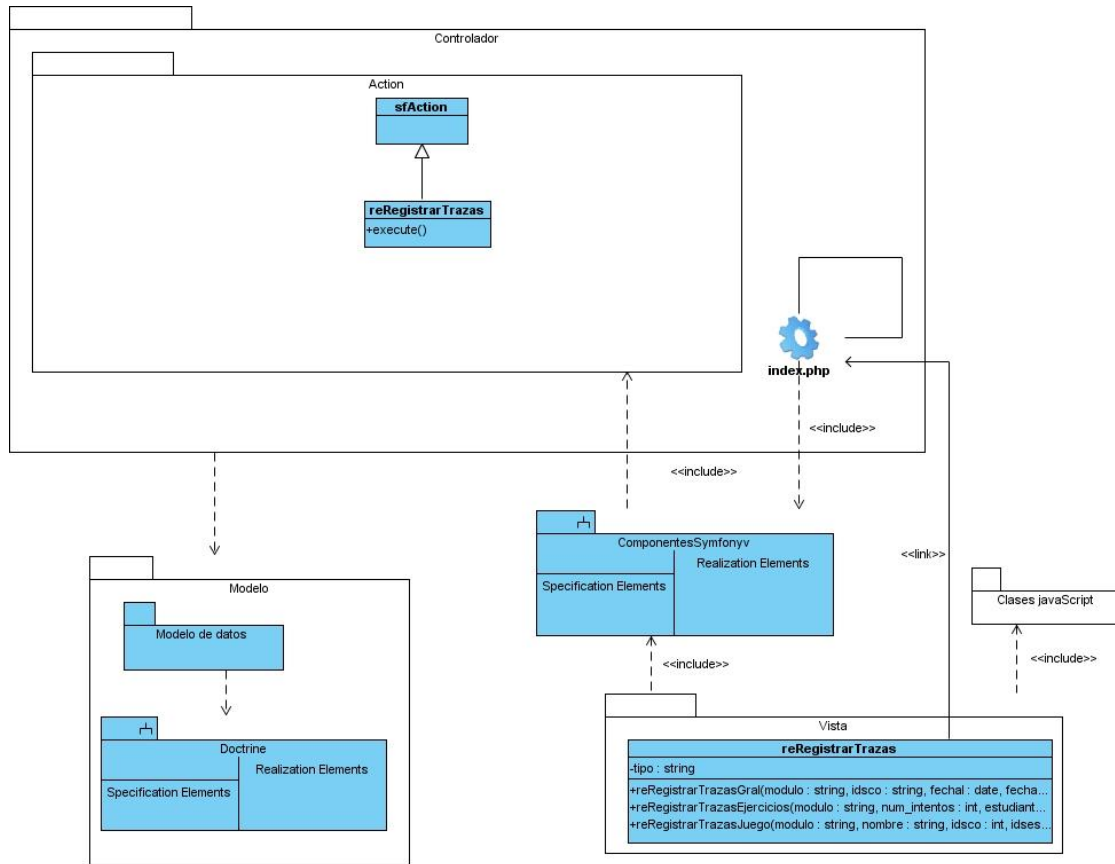 Controlador
Action
sfAction
reRegistrarTrazas
+execute()
index.php
<<include>>
<<include>>
ComponentesSymfonyv
Specification Elements
Realization Elements
<<link>>
Clases javaScript
<<include>>
<<include>>
Modelo
Modelo de datos
Doctrine
Specification Elements
Realization Elements
Vista
reRegistrarTrazas
-tipo : string
+reRegistrarTrazasGral(modulo : string, idsco : string, fechaI : date, fecha...
+reRegistrarTrazasEjercicios(modulo : string, num_intentos : int, estudiant...
+reRegistrarTrazasJuego(modulo : string, nombre : string, idsco : int, idses...